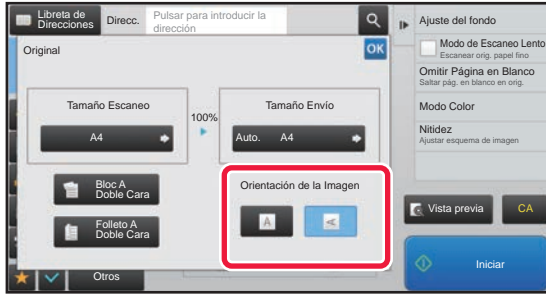 Libreta de
Direcciones
Direcc.
Pulsar para introducir la
dirección
Original
OK
Tamaño Escaneo
A4
100%
Tamaño Envío
Auto. A4
Bloc A
Doble Cara
Folleto A
Doble Cara
Orientación de la Imagen
A
A
Otros
Ajuste del fondo
Modo de Escaneo Lento
Escanear orig. papel fino
Omitir Página en Blanco
Saltar pág. en blanco en orig.
Modo Color
Nitidez
Ajustar esquema de imagen
Vista previa
CA
Iniciar